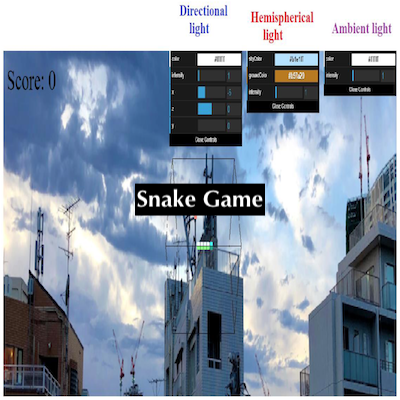 Directional
light
Hemispherical
light
Ambient light
color
intensity
x
z
y
Close Controls
skyColor
groundColor
intensity
Close Controls
color
intensity
Close Controls
Score: 0
Snake Game